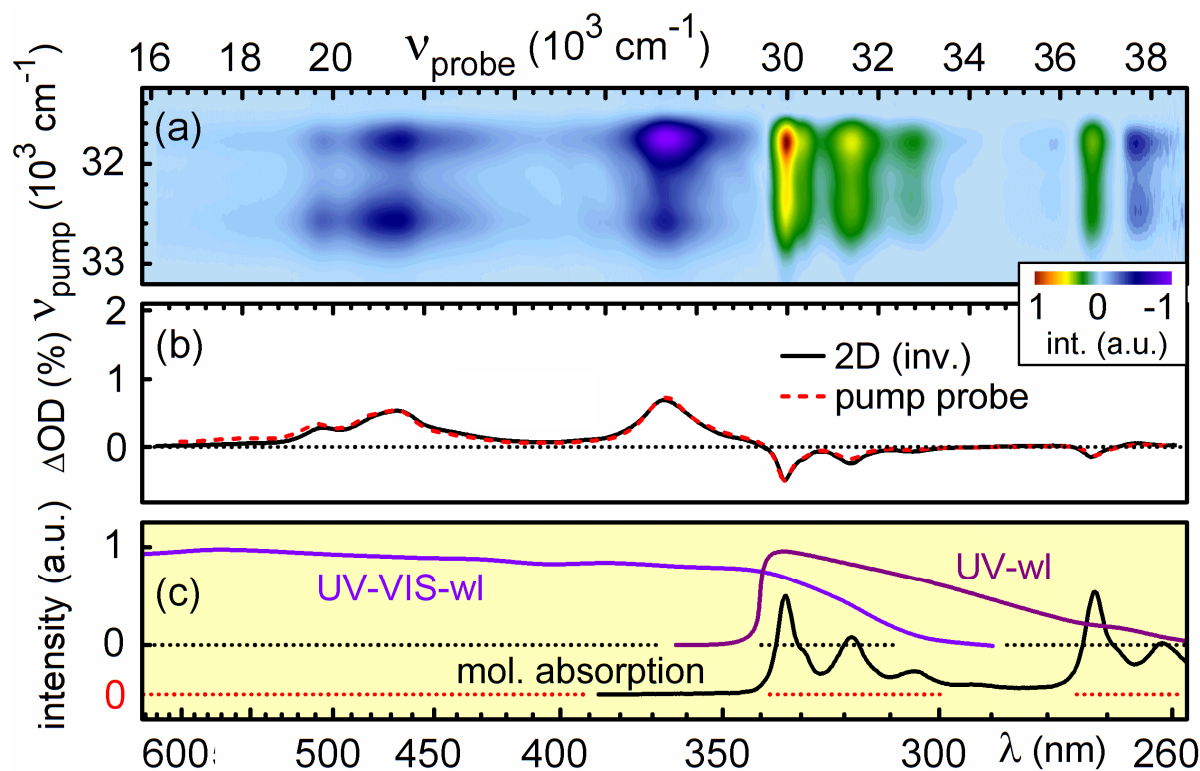 16 18 20 ν_probe (10³ cm⁻¹) 30 32 34 36 38
(a)
ν_pump (10³ cm⁻¹)
32
33
1 0 -1
int. (a.u.)
(b)
ΔOD (%)
2
1
0
2D (inv.)
pump probe
(c)
intensity (a.u.)
1
0
0
UV-VIS-wl
UV-wl
mol. absorption
600 500 450 400 350 300 λ (nm) 260